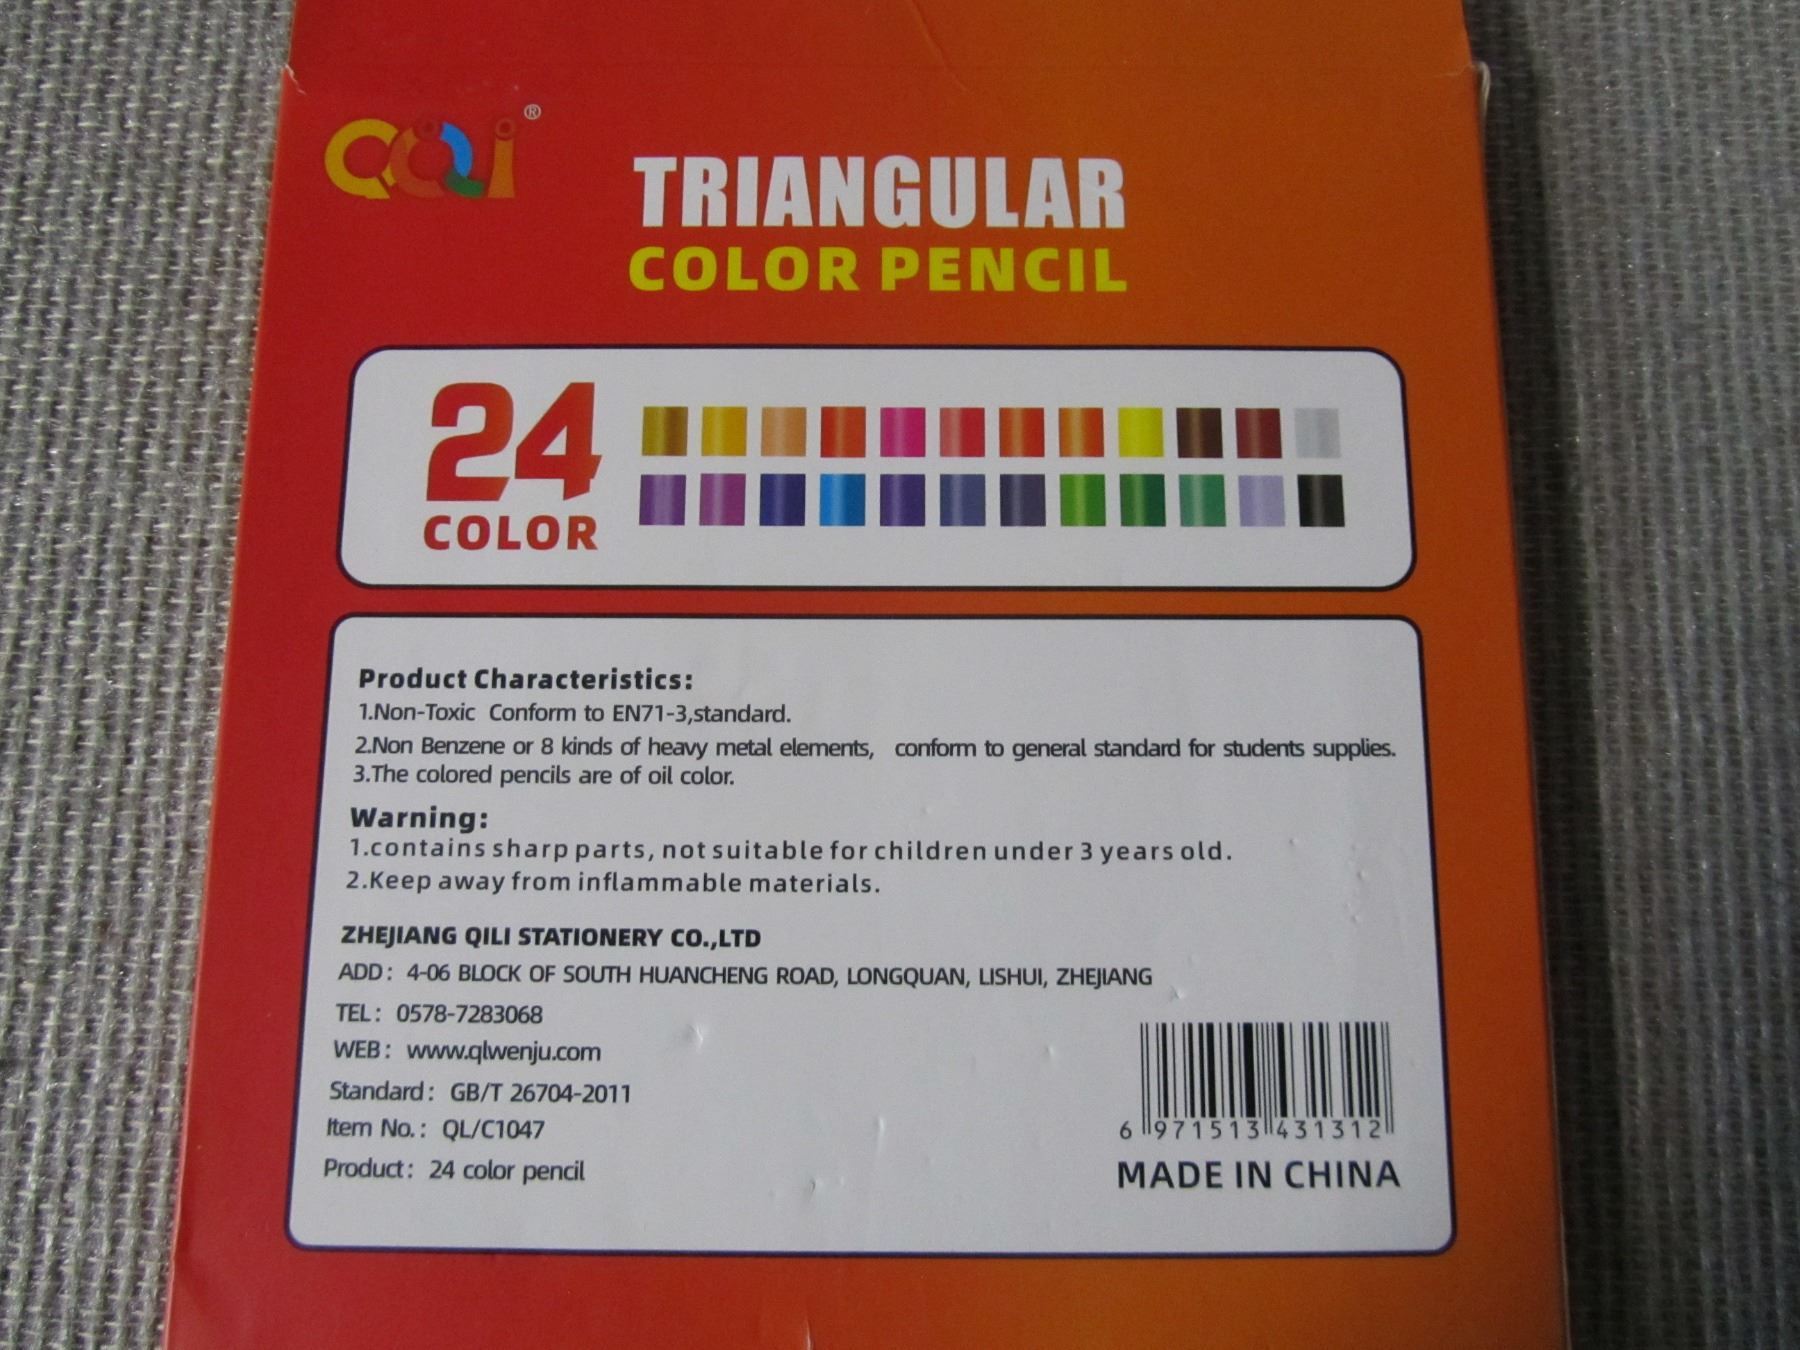 QQi®
TRIANGULAR
COLOR PENCIL
24
COLOR
Product Characteristics:
1.Non-Toxic Conform to EN71-3,standard.
2.Non Benzene or 8 kinds of heavy metal elements, conform to general standard for students supplies.
3.The colored pencils are of oil color.
Warning:
1.contains sharp parts, not suitable for children under 3 years old.
2.Keep away from inflammable materials.
ZHEJIANG QILI STATIONERY CO.,LTD
ADD: 4-06 BLOCK OF SOUTH HUANCHENG ROAD, LONGQUAN, LISHUI, ZHEJIANG
TEL: 0578-7283068
WEB: www.qlwenju.com
Standard: GB/T 26704-2011
Item No.: QL/C1047
Product: 24 color pencil
6 971513 431312
MADE IN CHINA